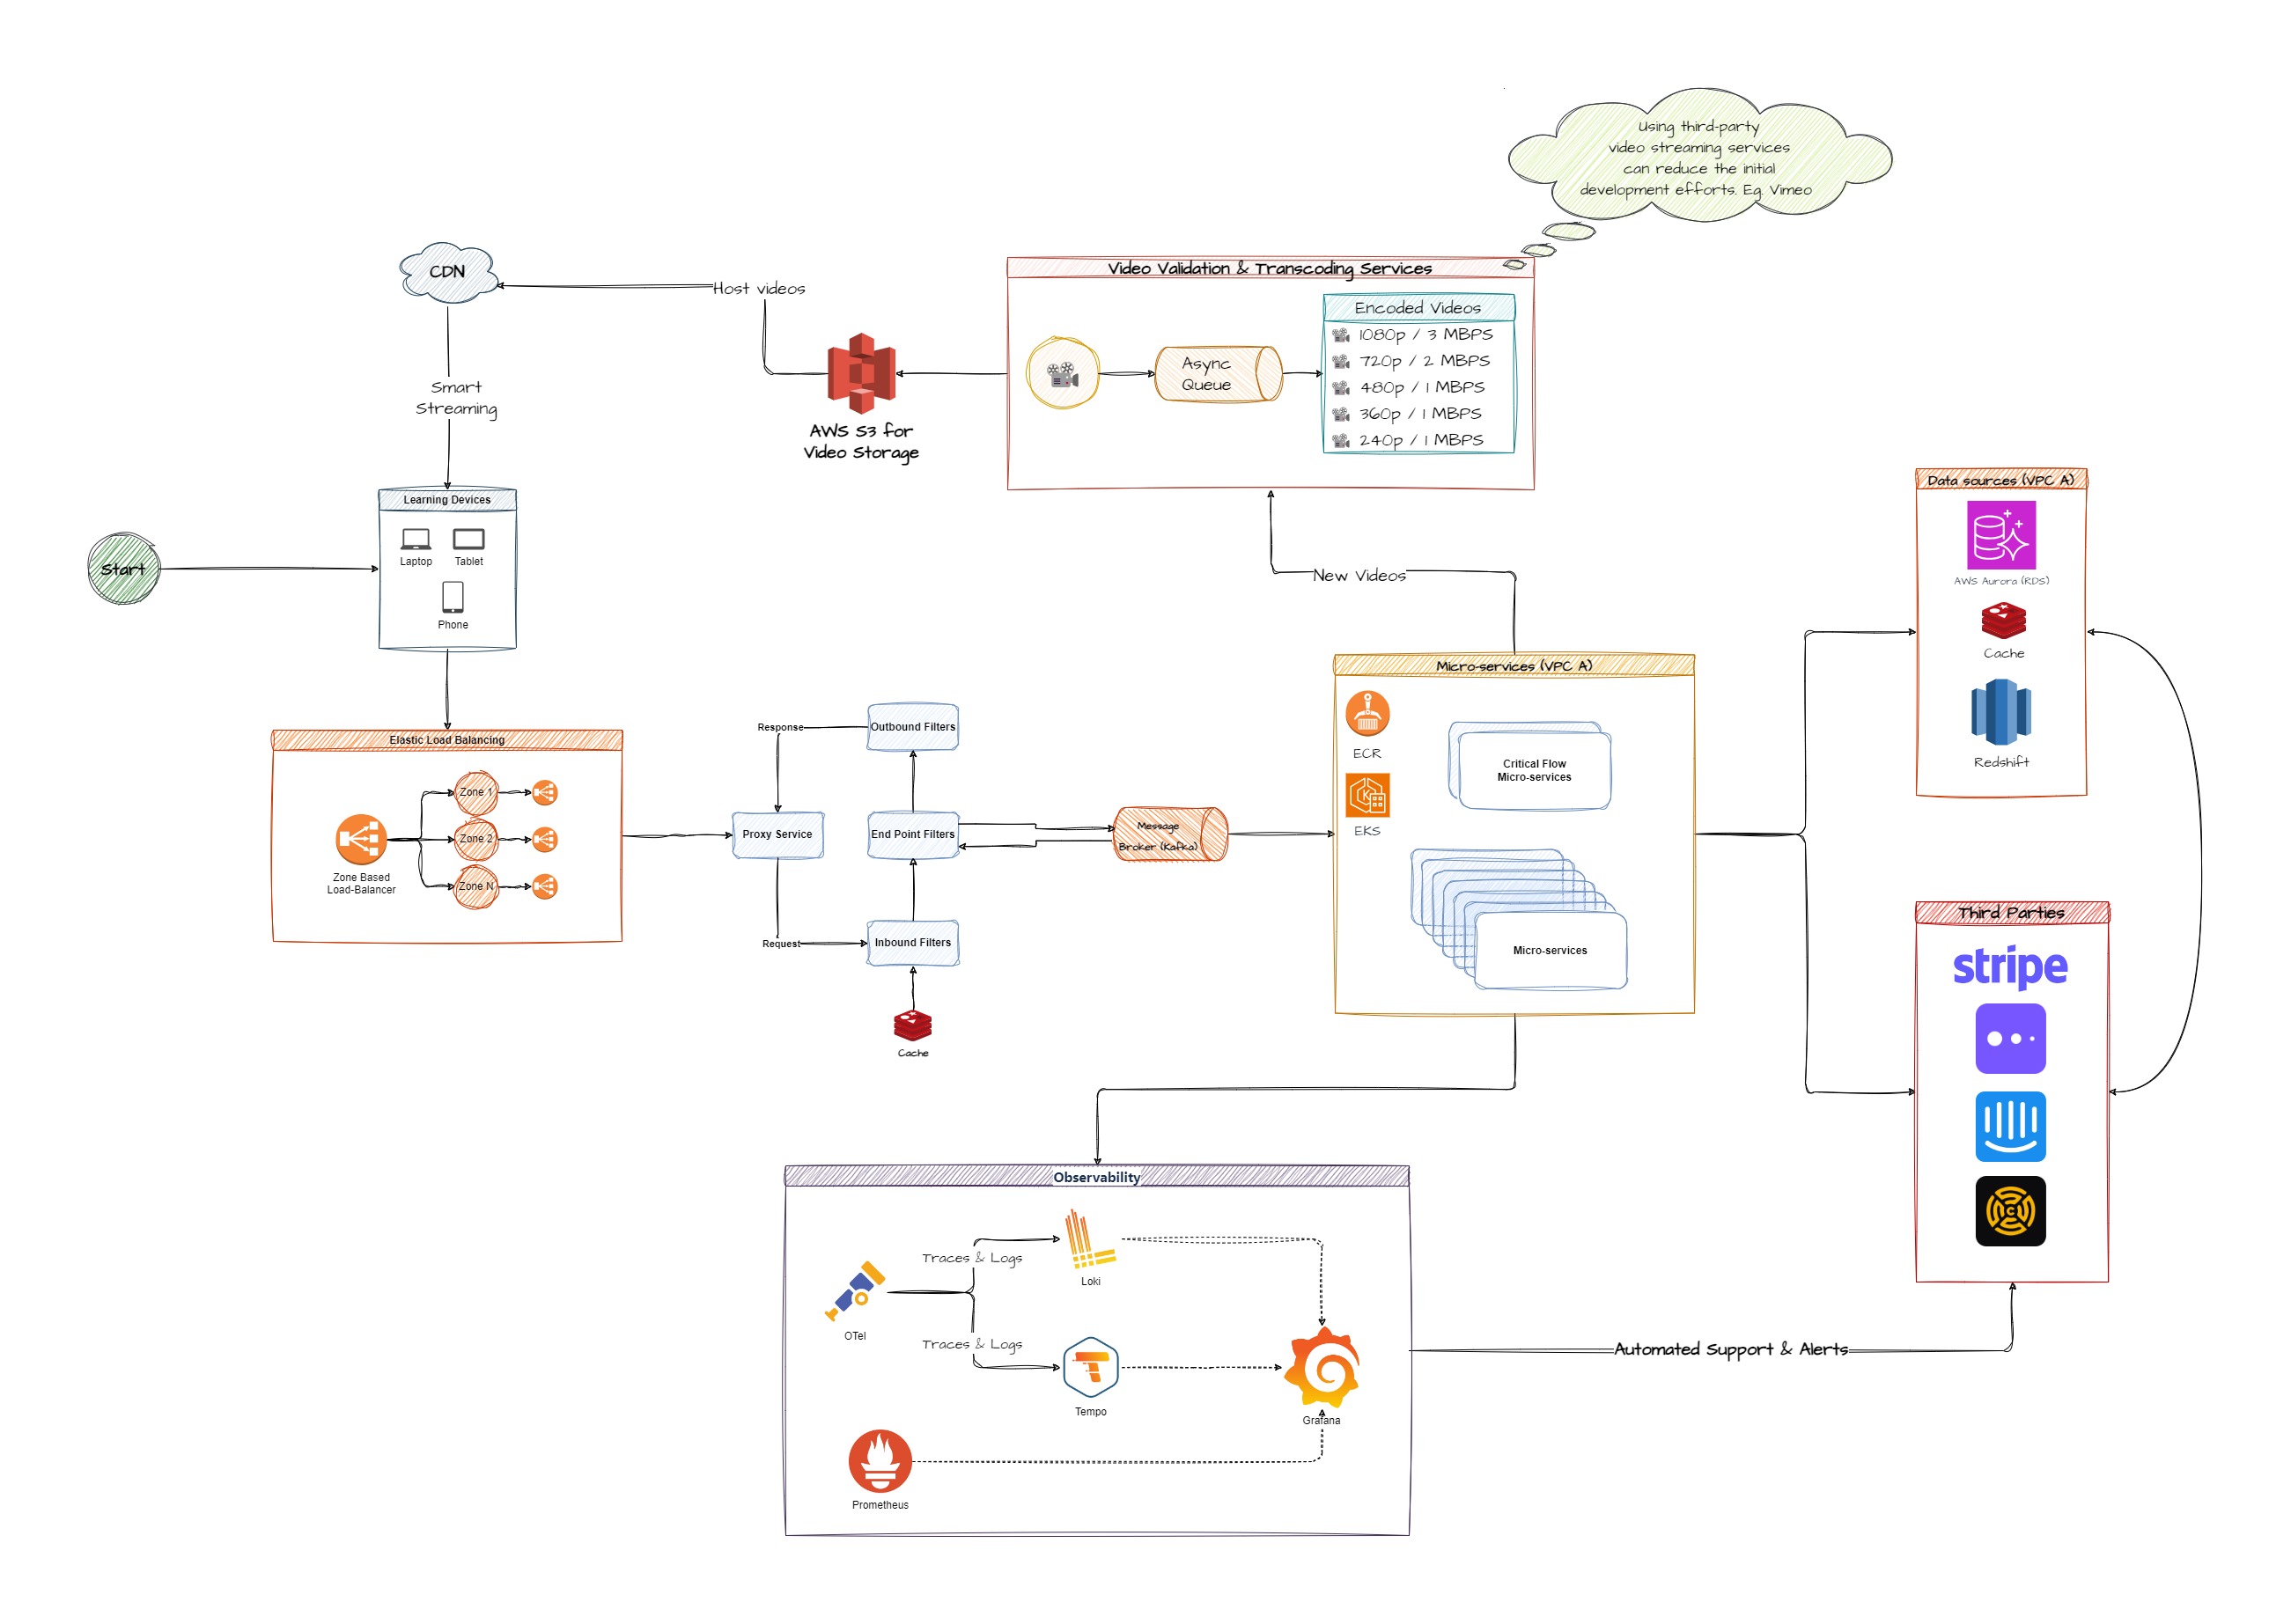 Using third-party
video streaming services
can reduce the initial
development efforts. Eg. Vimeo
CDN
Host videos
Video Validation & Transcoding Services
Encoded Videos
1080p / 3 MBPS
720p / 2 MBPS
480p / 1 MBPS
360p / 1 MBPS
240p / 1 MBPS
Async
Queue
AWS S3 for
Video Storage
Smart
Streaming
Learning Devices
Laptop
Tablet
Phone
Start
New Videos
Data sources (VPC A)
AWS Aurora (RDS)
Cache
Redshift
Elastic Load Balancing
Zone 1
Zone 2
Zone N
Zone Based
Load-Balancer
Response
Outbound Filters
Proxy Service
End Point Filters
Request
Inbound Filters
Cache
Message
Broker (Kafka)
Micro-services (VPC A)
ECR
EKS
Critical Flow
Micro-services
Micro-services
Third Parties
stripe
Observability
Traces & Logs
Loki
OTel
Traces & Logs
Tempo
Grafana
Prometheus
Automated Support & Alerts